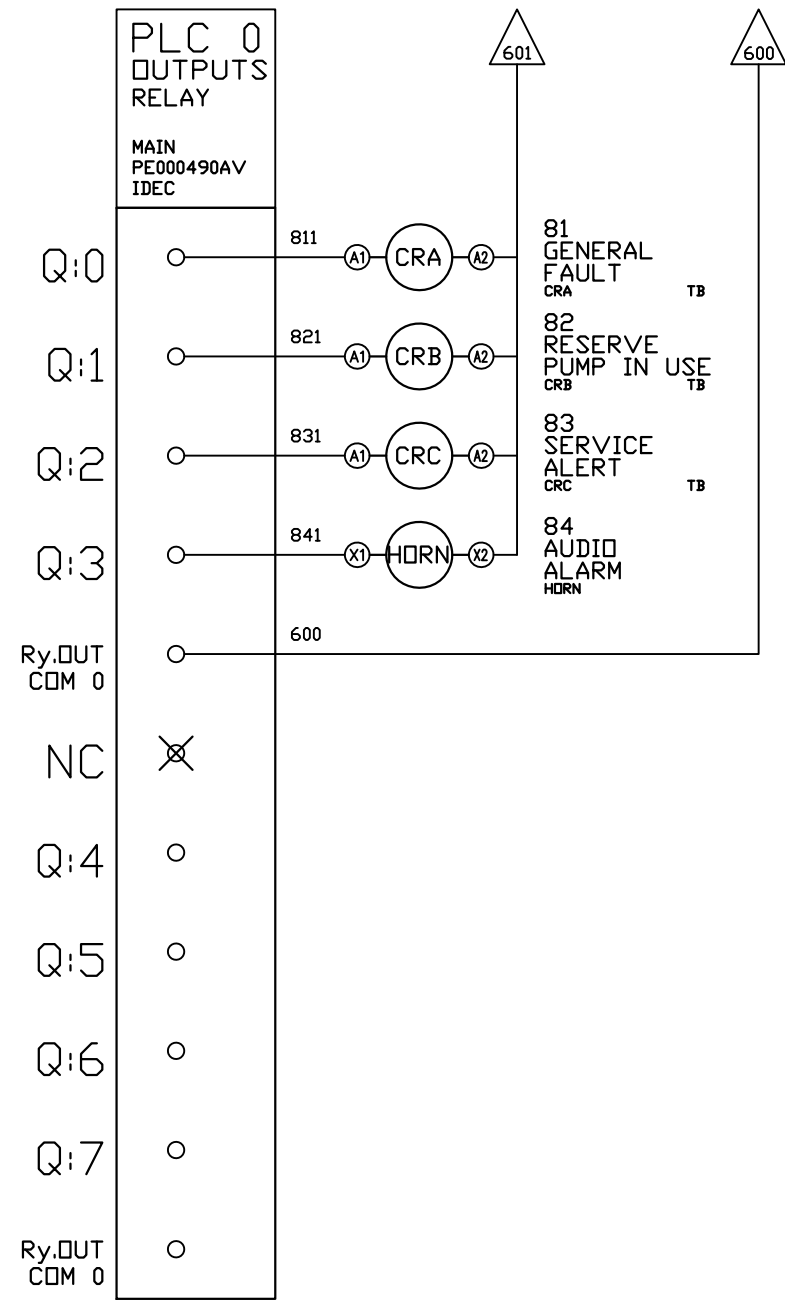 PLC 0
OUTPUTS
RELAY
MAIN
PE000490AV
IDEC
601
600
Q:0
811
A1
CRA
A2
81
GENERAL
FAULT
CRA TB
Q:1
821
A1
CRB
A2
82
RESERVE
PUMP IN USE
CRB TB
Q:2
831
A1
CRC
A2
83
SERVICE
ALERT
CRC TB
Q:3
841
X1
HORN
X2
84
AUDIO
ALARM
HORN
Ry.OUT
COM 0
600
NC
Q:4
Q:5
Q:6
Q:7
Ry.OUT
COM 0